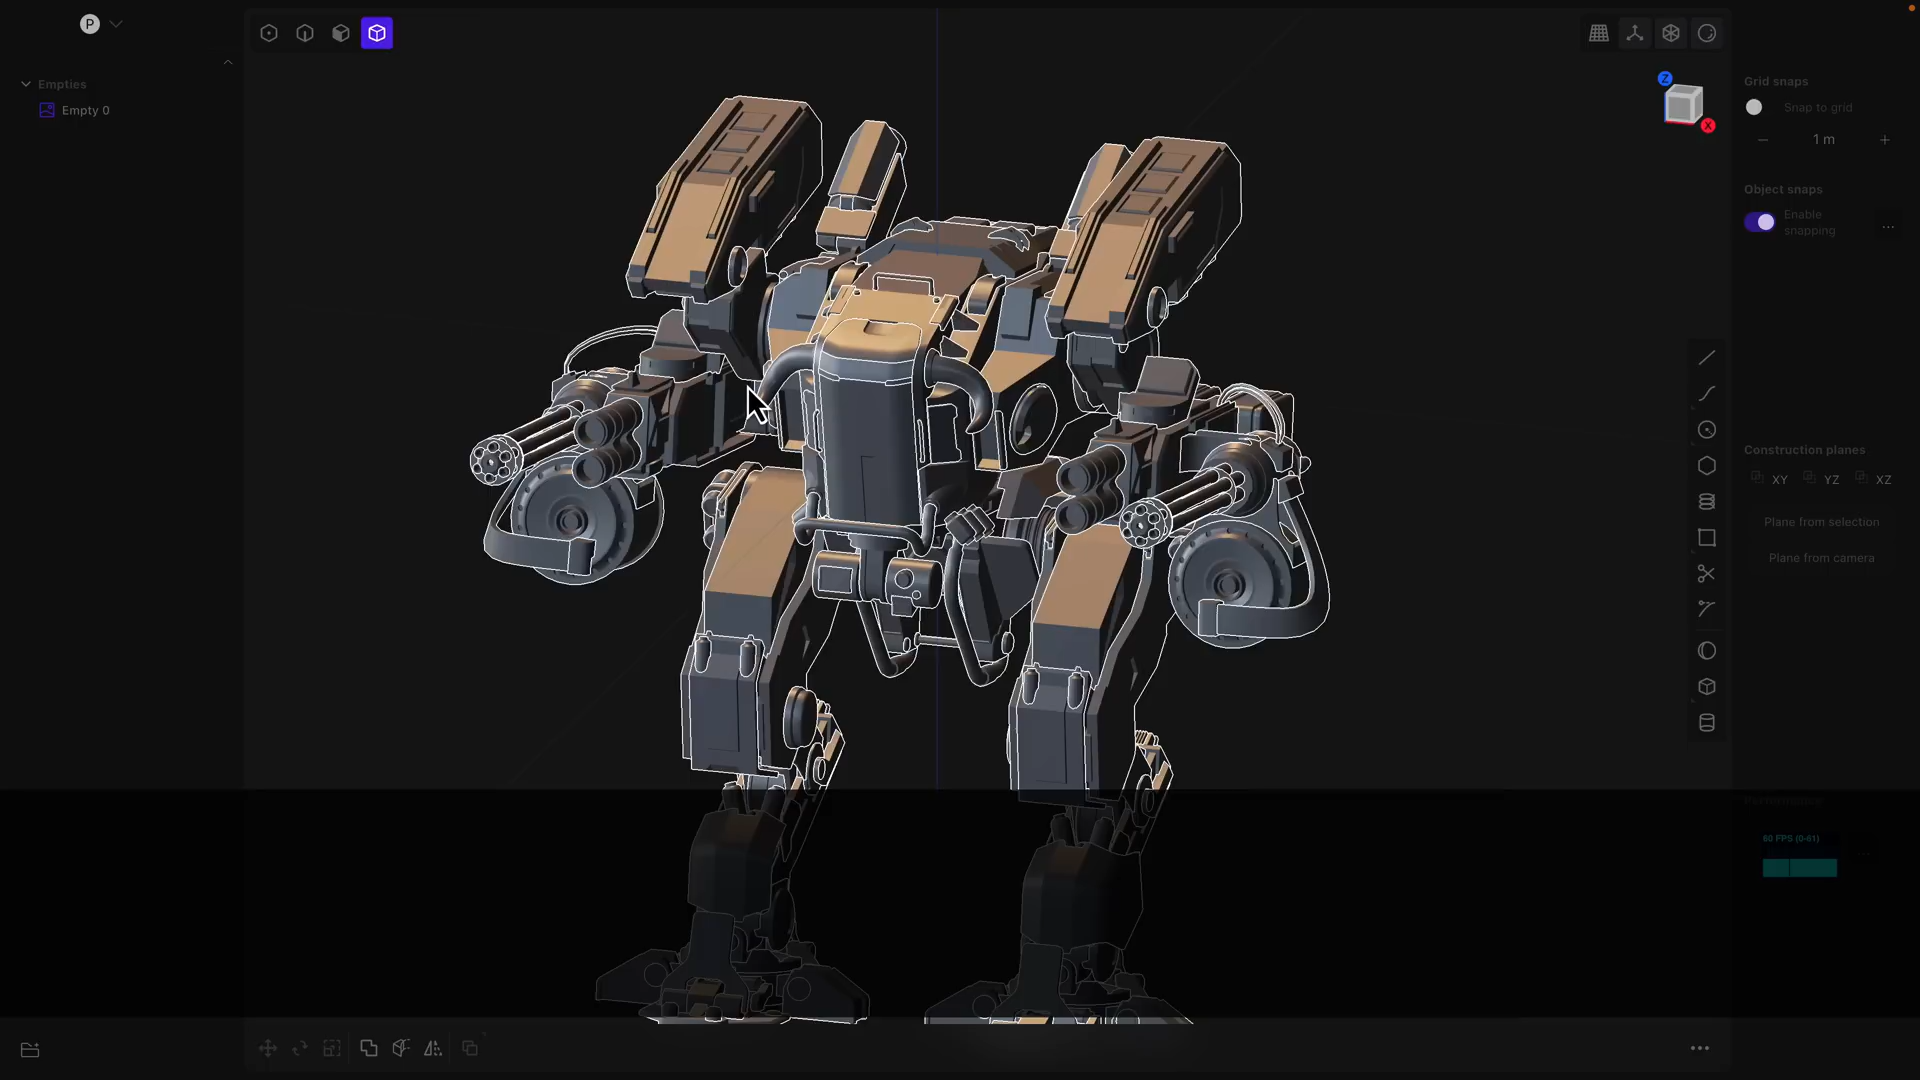 P
Empties
Empty 0
Z
X
Grid snaps
Snap to grid
1 m
Object snaps
Enable
snapping
Construction planes
XY YZ XZ
Plane from selection
Plane from camera
Performance
60 FPS (0-61)